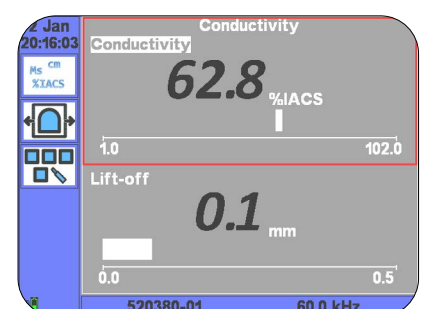 Jan
20:16:03
Conductivity
Conductivity
Ms cm
%IACS
62.8 %IACS
1.0 102.0
Lift-off
0.1 mm
0.0 0.5
520380-01 60.0 kHz